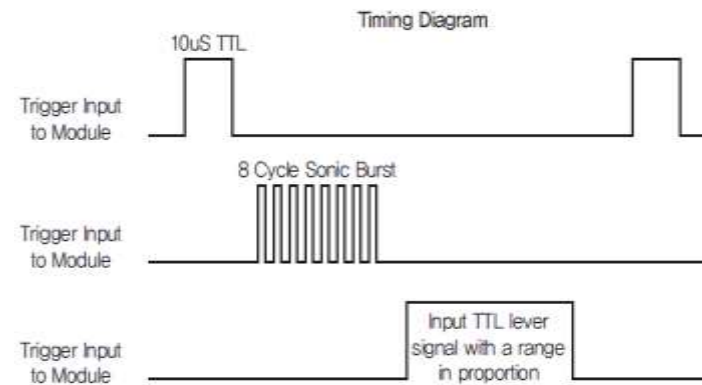 Timing Diagram
10uS TTL
Trigger Input
to Module
8 Cycle Sonic Burst
Trigger Input
to Module
Input TTL lever
signal with a range
in proportion
Trigger Input
to Module